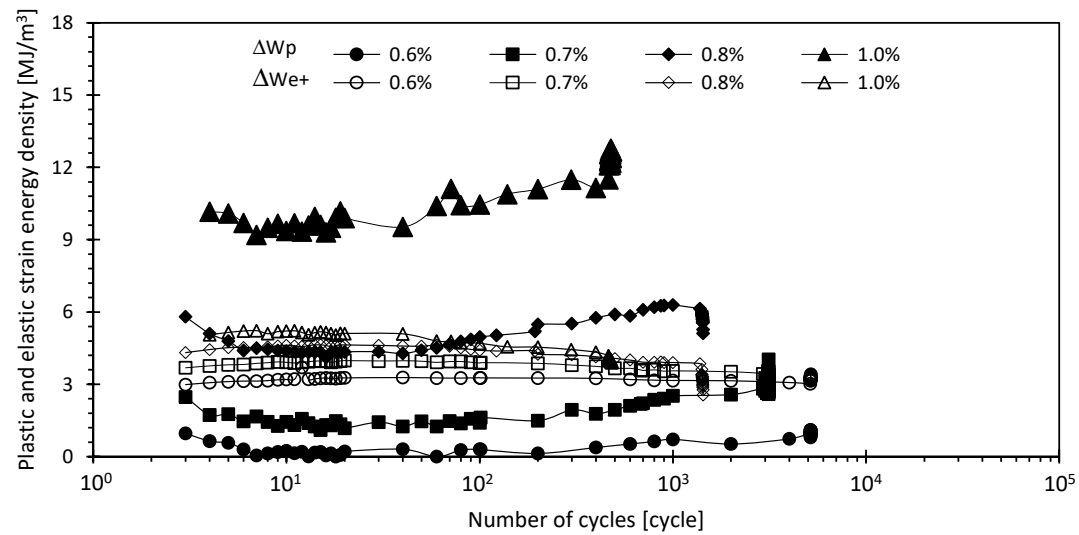 18
15
12
9
6
3
0
Plastic and elastic strain energy density [MJ/m³]
ΔWp 0.6% 0.7% 0.8% 1.0%
ΔWe+ 0.6% 0.7% 0.8% 1.0%
10⁰ 10¹ 10² 10³ 10⁴ 10⁵
Number of cycles [cycle]